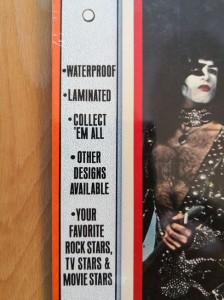 •WATERPROOF
•LAMINATED
•COLLECT
'EM ALL
•OTHER
DESIGNS
AVAILABLE
•YOUR
FAVORITE
ROCK STARS,
TV STARS &
MOVIE STARS